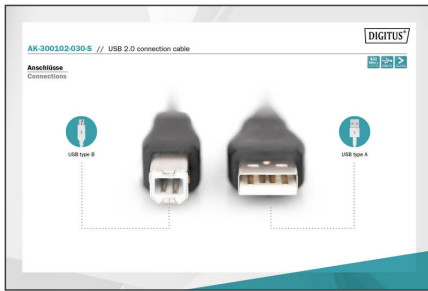 DIGITUS®
AK-300102-030-S // USB 2.0 connection cable
Anschlüsse
Connections
USB type B
USB type A